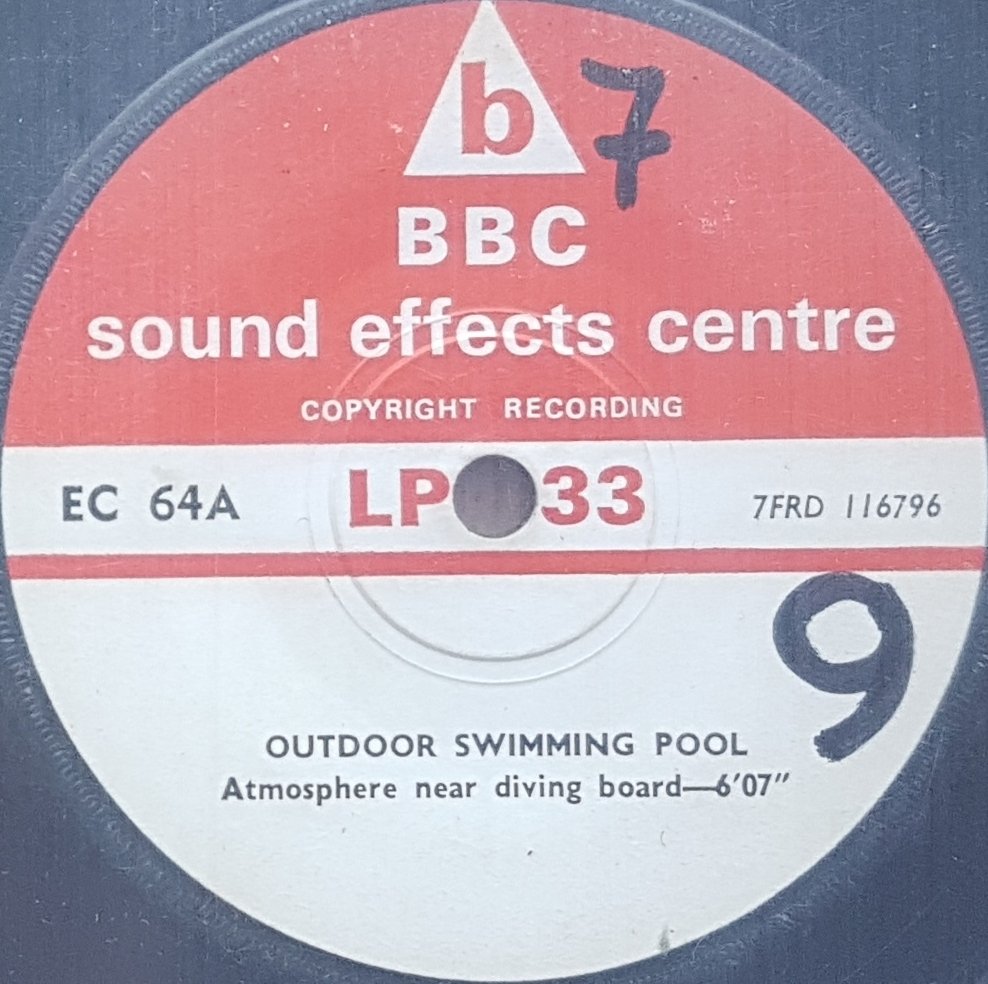 b 7
BBC
sound effects centre
COPYRIGHT RECORDING
EC 64A LP 33 7FRD 116796
9
OUTDOOR SWIMMING POOL
Atmosphere near diving board—6'07"